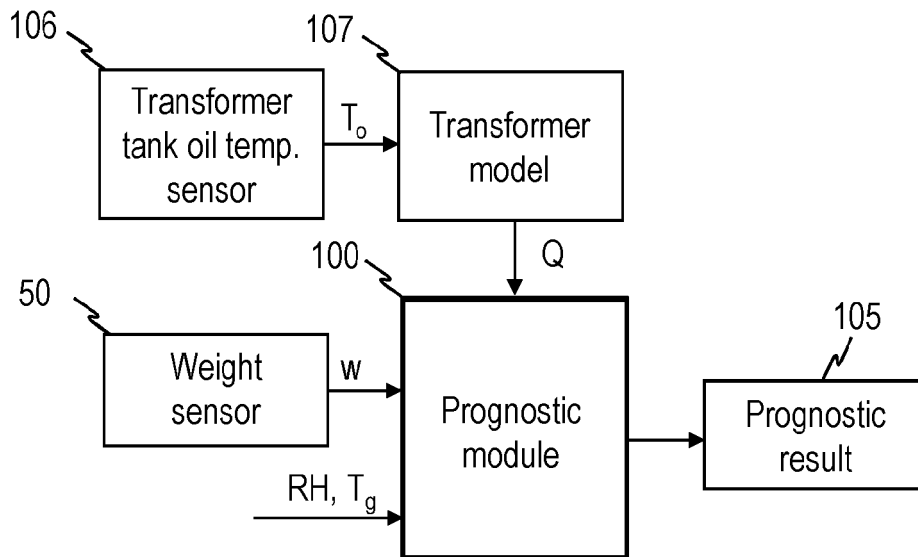 106
107
Transformer
tank oil temp.
sensor
To
Transformer
model
Q
100
50
105
Weight
sensor
w
Prognostic
module
Prognostic
result
RH, Tg